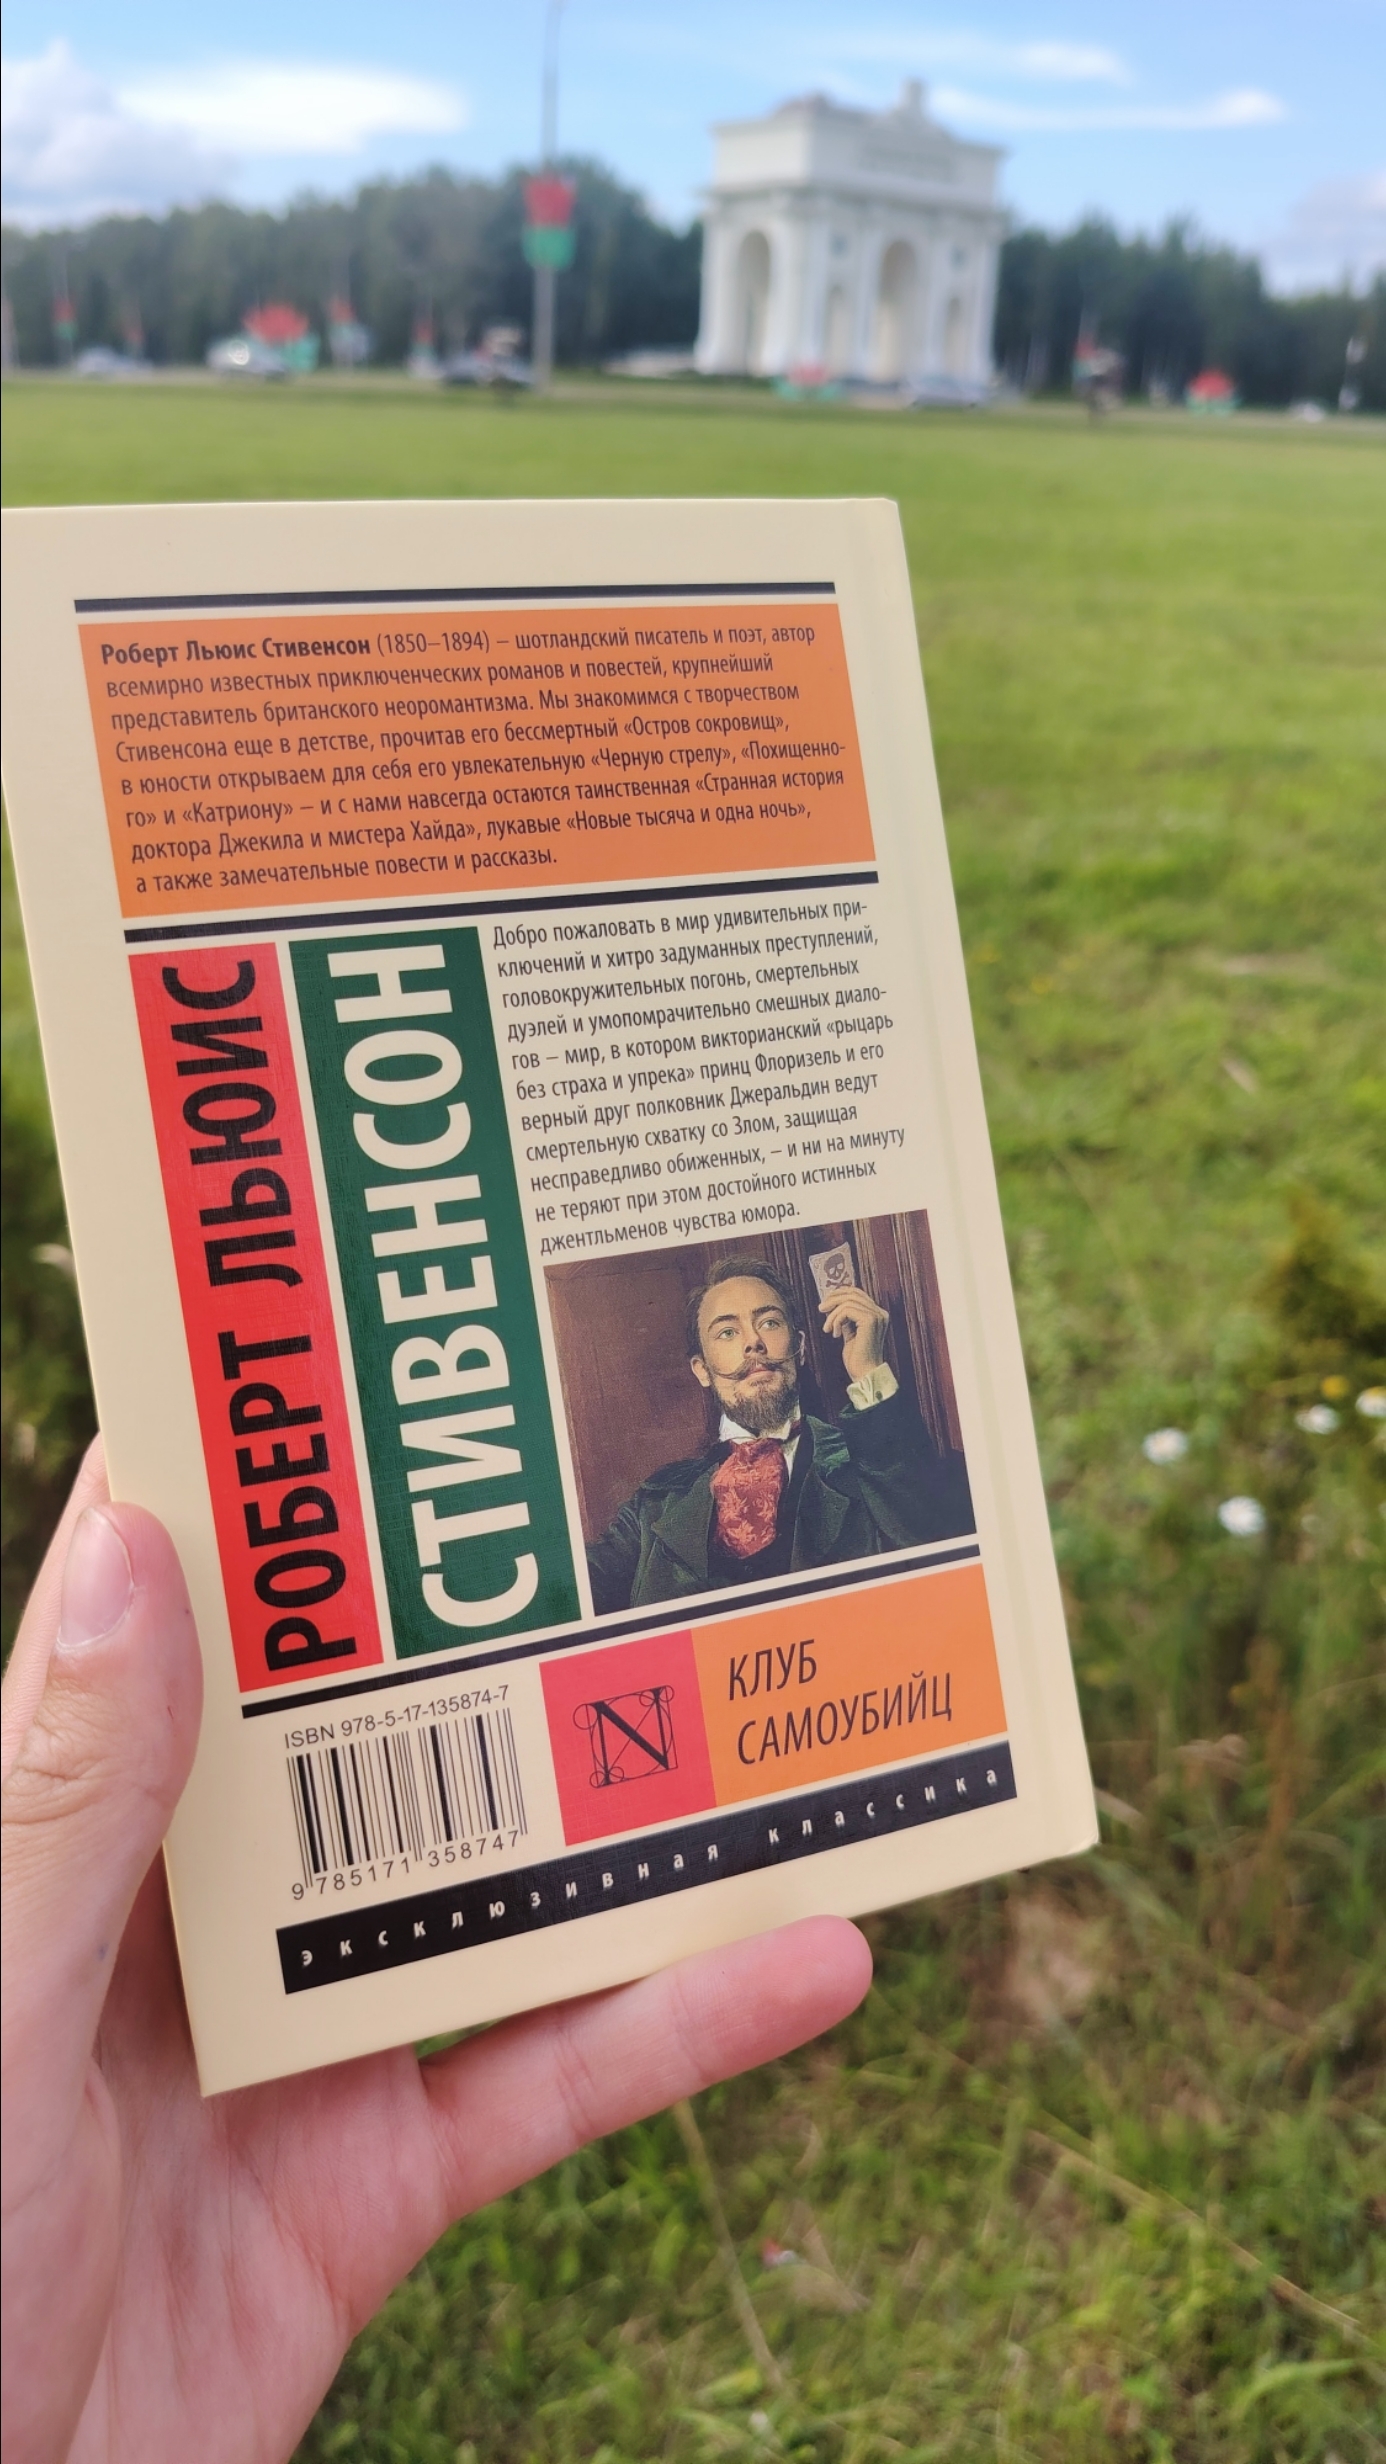 Роберт Льюис Стивенсон (1850–1894) – шотландский писатель и поэт, автор
всемирно известных приключенческих романов и повестей, крупнейший
представитель британского неоромантизма. Мы знакомимся с творчеством
Стивенсона еще в детстве, прочитав его бессмертный «Остров сокровищ»,
в юности открываем для себя его увлекательную «Черную стрелу», «Похищенно-
го» и «Катриону» – и с нами навсегда остаются таинственная «Странная история
доктора Джекила и мистера Хайда», лукавые «Новые тысяча и одна ночь»,
а также замечательные повести и рассказы.
РОБЕРТ ЛЬЮИС
СТИВЕНСОН
Добро пожаловать в мир удивительных при-
ключений и хитро задуманных преступлений,
головокружительных погонь, смертельных
дуэлей и умопомрачительно смешных диало-
гов – мир, в котором викторианский «рыцарь
без страха и упрека» принц Флоризель и его
верный друг полковник Джеральдин ведут
смертельную схватку со Злом, защищая
несправедливо обиженных, – и ни на минуту
не теряют при этом достойного истинных
джентльменов чувства юмора.
ISBN 978-5-17-135874-7
9 785171 358747
N
КЛУБ
САМОУБИЙЦ
эксклюзивная классика